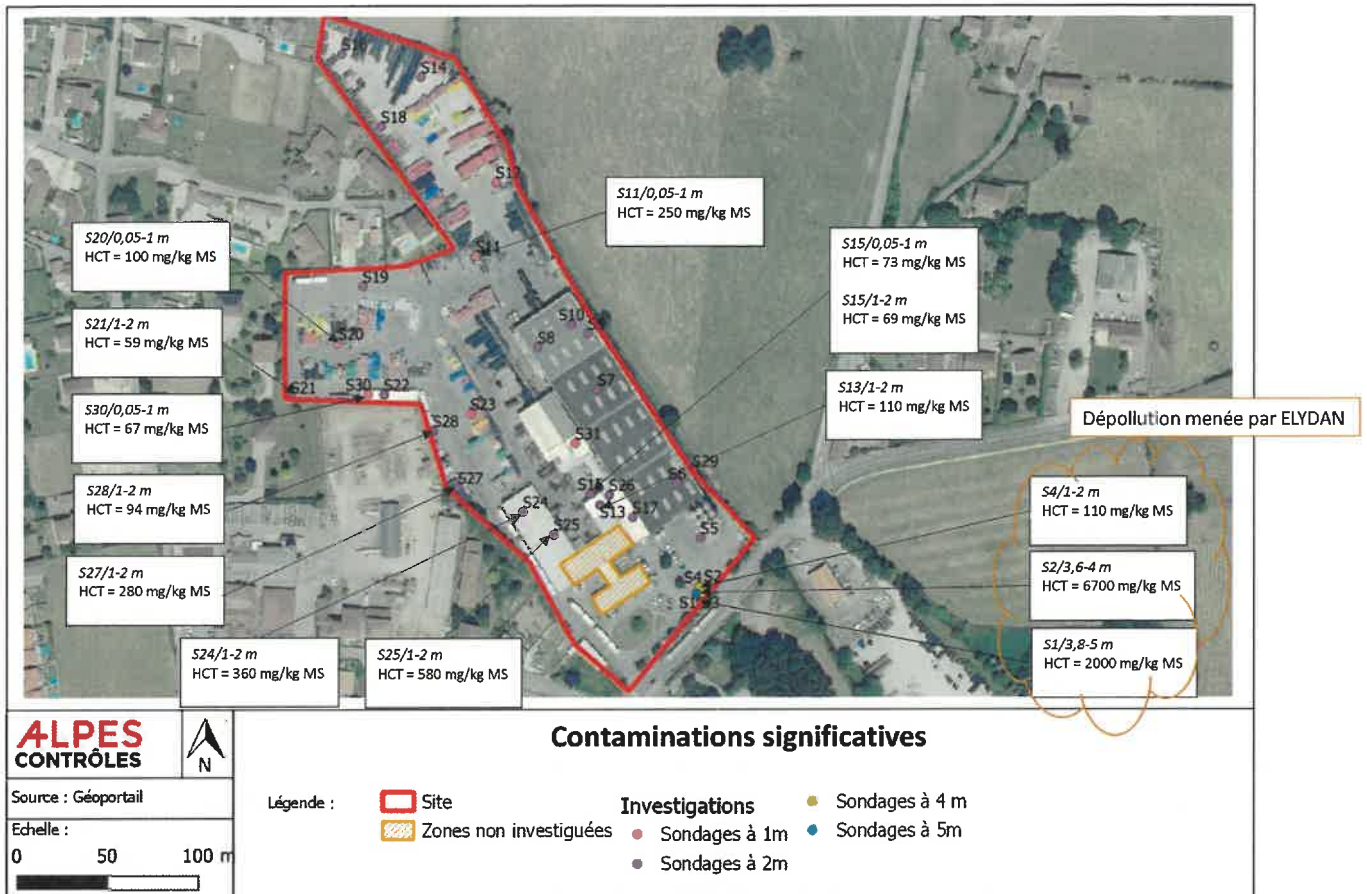 S16
S14
S18
S12
S11/0,05-1 m
HCT = 250 mg/kg MS
S20/0,05-1 m
HCT = 100 mg/kg MS
S15/0,05-1 m
HCT = 73 mg/kg MS
S15/1-2 m
HCT = 69 mg/kg MS
S11
S19
S21/1-2 m
HCT = 59 mg/kg MS
S10
S8
S20
S7
S13/1-2 m
HCT = 110 mg/kg MS
S21
S30
S22
S30/0,05-1 m
HCT = 67 mg/kg MS
S23
S28
S31
Dépollution menée par ELYDAN
S29
S6
S28/1-2 m
HCT = 94 mg/kg MS
S27
S15
S26
S4/1-2 m
HCT = 110 mg/kg MS
S24
S13
S17
S25
S5
S27/1-2 m
HCT = 280 mg/kg MS
S2/3,6-4 m
HCT = 6700 mg/kg MS
S4
S2
S1
S3
S24/1-2 m
HCT = 360 mg/kg MS
S25/1-2 m
HCT = 580 mg/kg MS
S1/3,8-5 m
HCT = 2000 mg/kg MS
ALPES
CONTRÔLES
N
Source : Géoportail
Echelle :
0 50 100 m
Contaminations significatives
Légende :
Site
Zones non investiguées
Investigations
Sondages à 1m
Sondages à 2m
Sondages à 4 m
Sondages à 5m